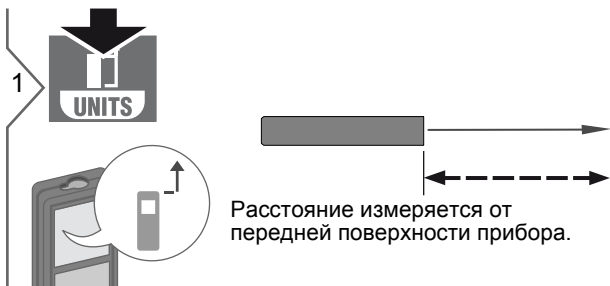 1
UNITS
Расстояние измеряется от
передней поверхности прибора.